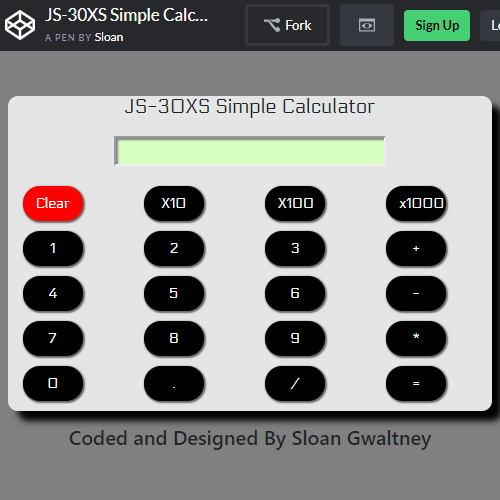 JS-30XS Simple Calc...
A PEN BY Sloan
Fork
Sign Up
JS-30XS Simple Calculator
Clear X10 X100 x1000
1 2 3 +
4 5 6 -
7 8 9 *
0 . / =
Coded and Designed By Sloan Gwaltney